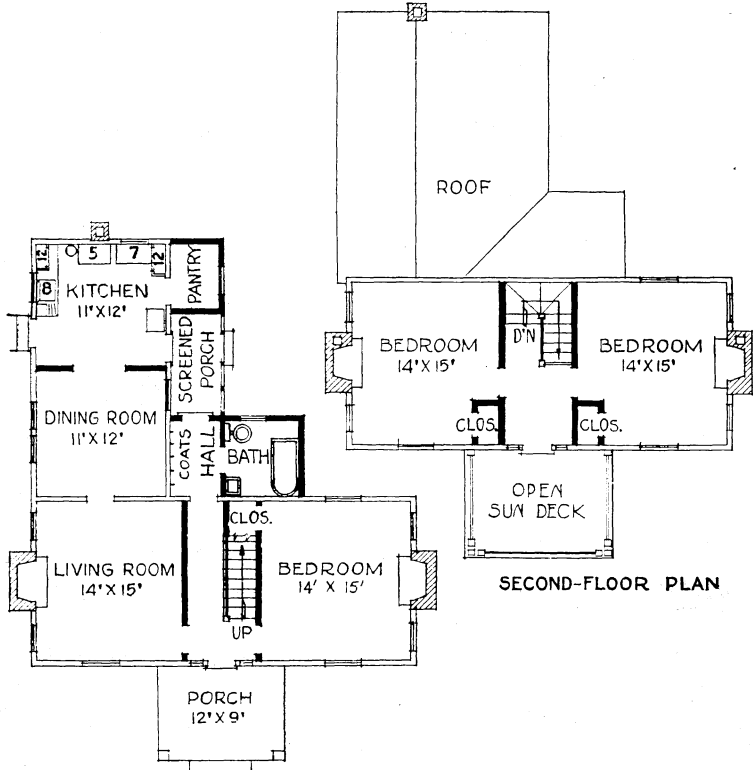 ROOF
12
5
7
12
8
KITCHEN
11'X12'
PANTRY
SCREENED
PORCH
DINING ROOM
11'X12'
COATS
HALL
BATH
CLOS.
LIVING ROOM
14'X15'
BEDROOM
14' X 15'
UP
PORCH
12'X9'
D'N
BEDROOM
14'X15'
BEDROOM
14'X15'
CLOS.
CLOS.
OPEN
SUN DECK
SECOND-FLOOR PLAN